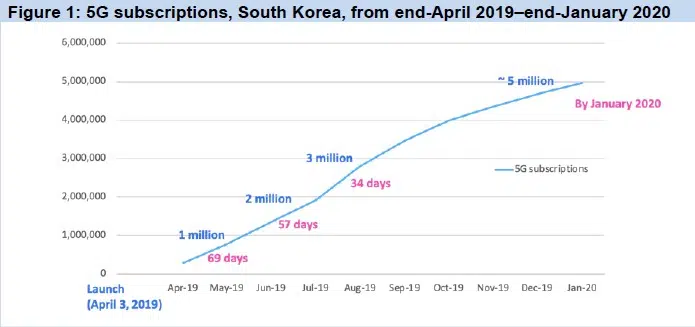 Figure 1: 5G subscriptions, South Korea, from end-April 2019–end-January 2020
6,000,000
5,000,000
4,000,000
3,000,000
2,000,000
1,000,000
0
~ 5 million
By January 2020
3 million
34 days
5G subscriptions
2 million
57 days
1 million
69 days
Launch
(April 3, 2019)
Apr-19 May-19 Jun-19 Jul-19 Aug-19 Sep-19 Oct-19 Nov-19 Dec-19 Jan-20